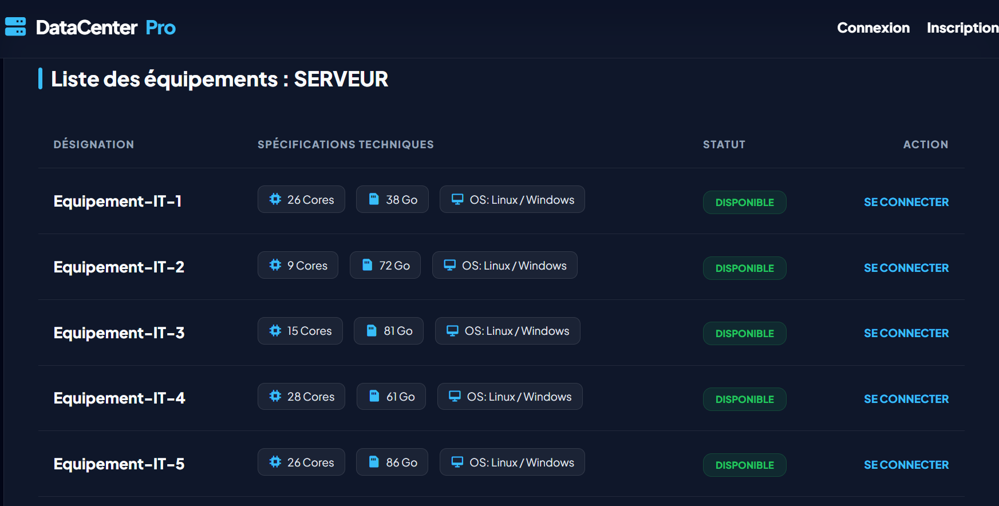 DataCenter Pro Connexion Inscription
Liste des équipements : SERVEUR
DÉSIGNATION SPÉCIFICATIONS TECHNIQUES STATUT ACTION
Equipement-IT-1 26 Cores 38 Go OS: Linux / Windows DISPONIBLE SE CONNECTER
Equipement-IT-2 9 Cores 72 Go OS: Linux / Windows DISPONIBLE SE CONNECTER
Equipement-IT-3 15 Cores 81 Go OS: Linux / Windows DISPONIBLE SE CONNECTER
Equipement-IT-4 28 Cores 61 Go OS: Linux / Windows DISPONIBLE SE CONNECTER
Equipement-IT-5 26 Cores 86 Go OS: Linux / Windows DISPONIBLE SE CONNECTER